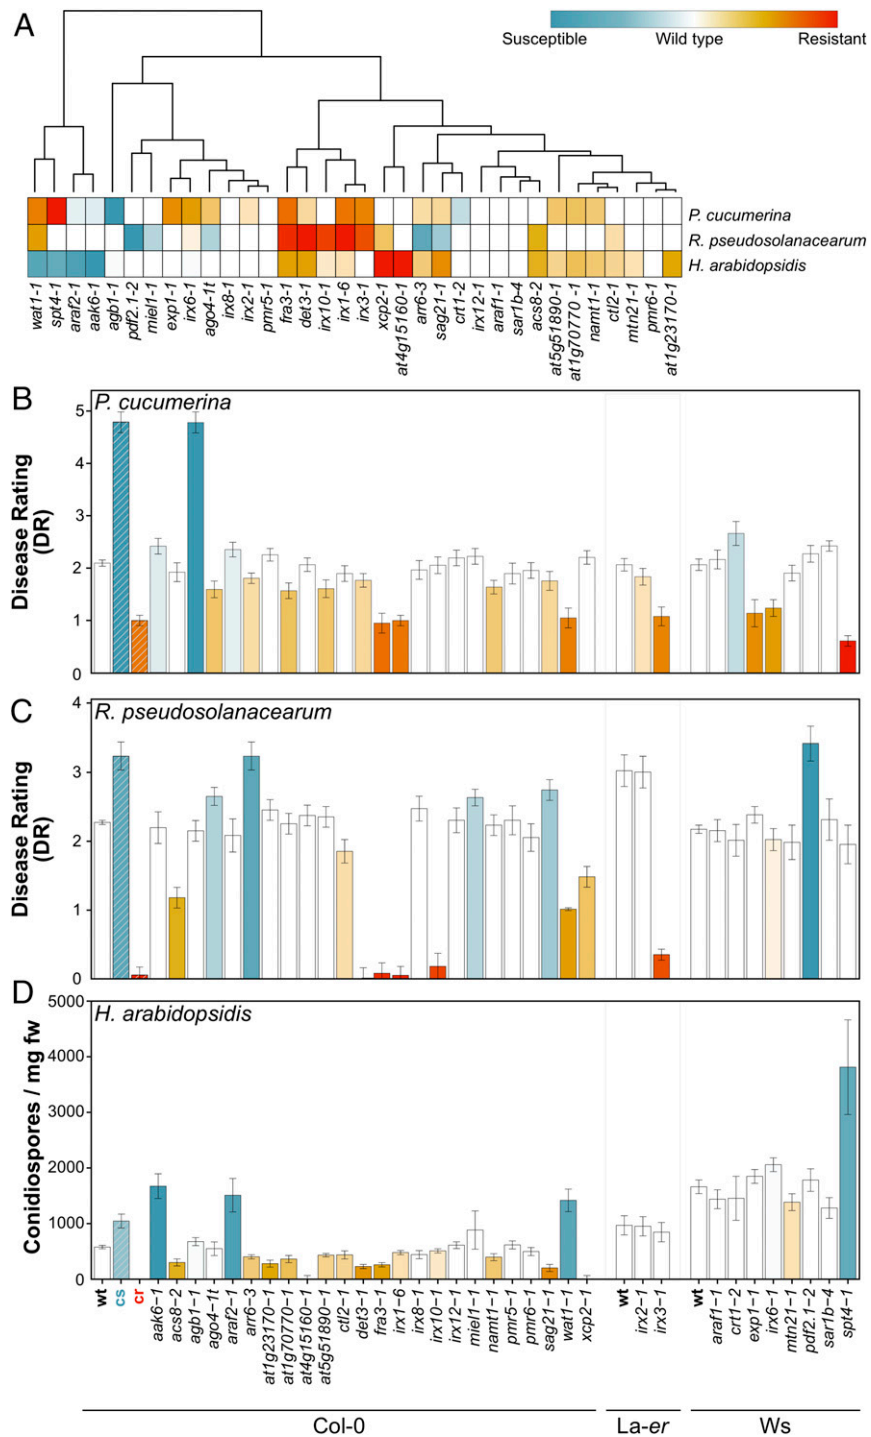 A
Susceptible Wild type Resistant
P. cucumerina
R. pseudosolanacearum
H. arabidopsidis
wat1-1
spt4-1
araf2-1
aak6-1
agb1-1
pdf2.1-2
miel1-1
exp1-1
irx6-1
ago4-1t
irx8-1
irx2-1
pmr5-1
fra3-1
det3-1
irx10-1
irx1-6
irx3-1
xcp2-1
at4g15160-1
arr6-3
sag21-1
crt1-2
irx12-1
araf1-1
sar1b-4
acs8-2
at5g51890-1
at1g70770 -1
namt1-1
ctl2-1
mtn21-1
pmr6-1
at1g23170-1
B
P. cucumerina
Disease Rating
(DR)
5
4
3
2
1
0
C
R. pseudosolanacearum
Disease Rating
(DR)
4
3
2
1
0
D
H. arabidopsidis
Conidiospores / mg fw
5000
4000
3000
2000
1000
0
wt
cs
cr
aak6-1
acs8-2
agb1-1
ago4-1t
araf2-1
arr6-3
at1g23170-1
at1g70770-1
at4g15160-1
at5g51890-1
ctl2-1
det3-1
fra3-1
irx1-6
irx8-1
irx10-1
irx12-1
miel1-1
namt1-1
pmr5-1
pmr6-1
sag21-1
wat1-1
xcp2-1
wt
irx2-1
irx3-1
wt
araf1-1
crt1-2
exp1-1
irx6-1
mtn21-1
pdf2.1-2
sar1b-4
spt4-1
Col-0 La-er Ws